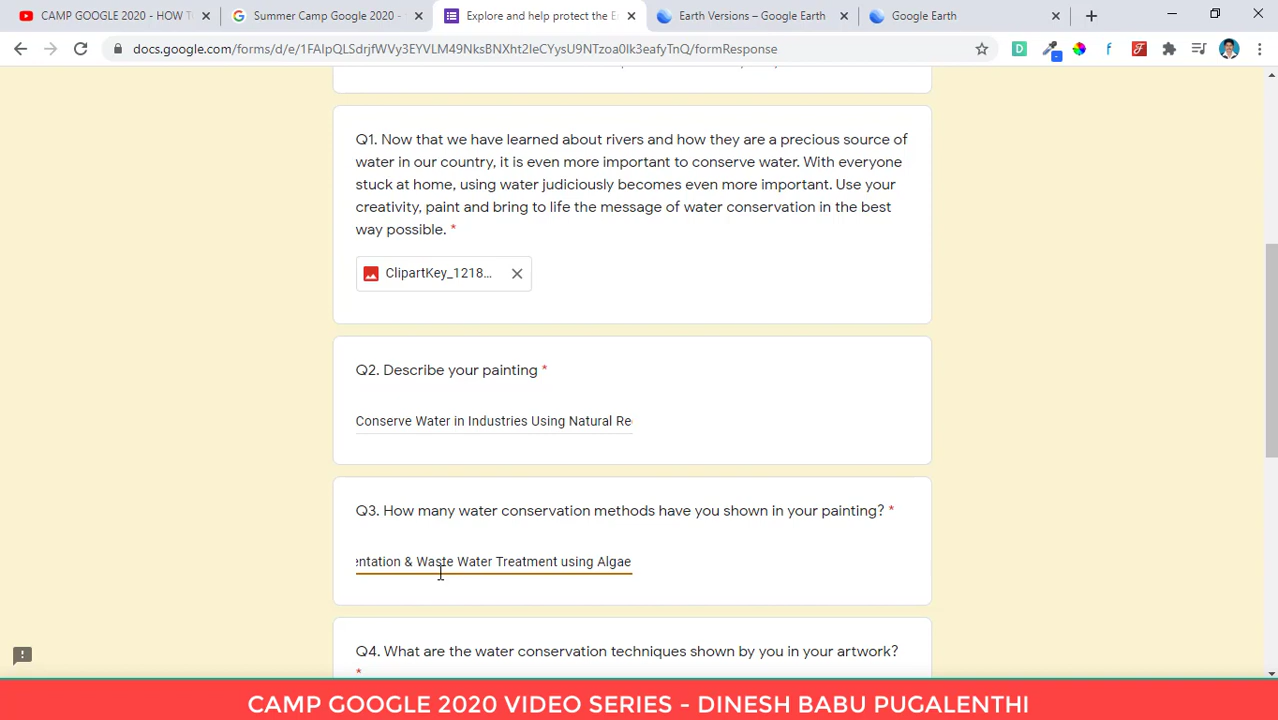 CAMP GOOGLE 2020 - HOW T
Summer Camp Google 2020 -
Explore and help protect the E
Earth Versions – Google Earth
Google Earth
docs.google.com/forms/d/e/1FAIpQLSdrjfWVy3EYVLM49NksBNXht2IeCYysU9NTzoa0Ik3eafyTnQ/formResponse
Q1. Now that we have learned about rivers and how they are a precious source of
water in our country, it is even more important to conserve water. With everyone
stuck at home, using water judiciously becomes even more important. Use your
creativity, paint and bring to life the message of water conservation in the best
way possible. *
ClipartKey_1218...
Q2. Describe your painting *
Conserve Water in Industries Using Natural Re
Q3. How many water conservation methods have you shown in your painting? *
entation & Waste Water Treatment using Algae
Q4. What are the water conservation techniques shown by you in your artwork?
*
CAMP GOOGLE 2020 VIDEO SERIES - DINESH BABU PUGALENTHI